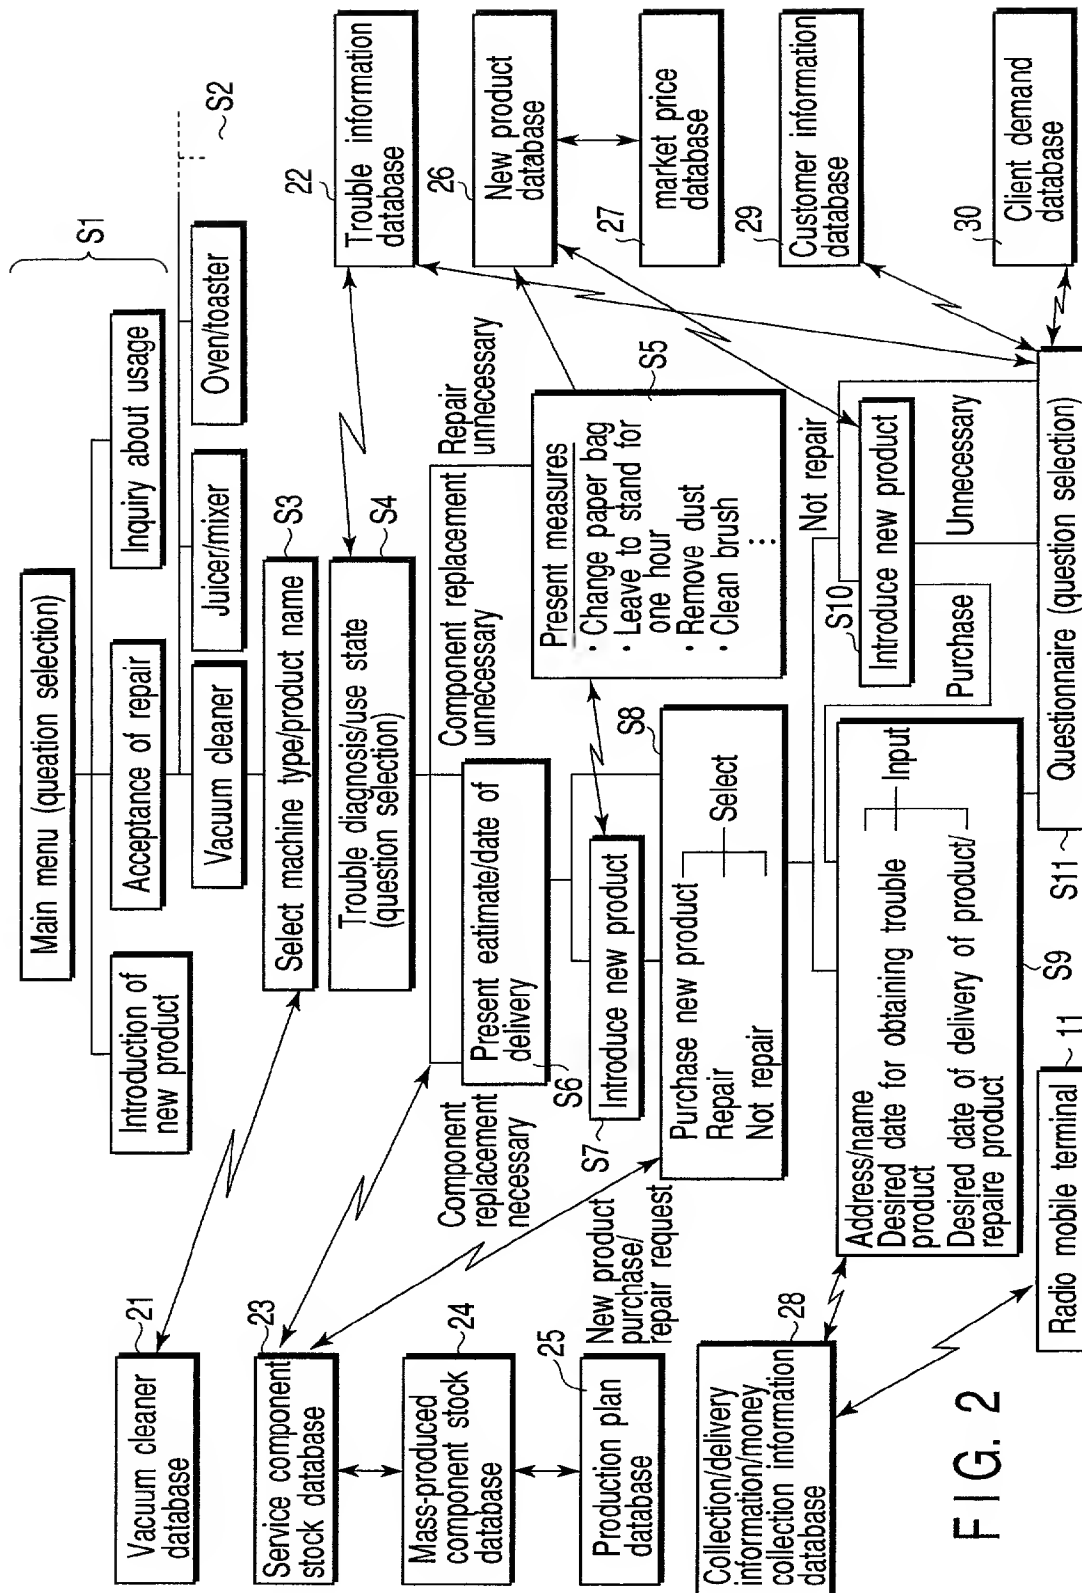 Main menu (queation selection)
S1
Introduction of
new product
Acceptance of repair
Inquiry about usage
S2
Vacuum cleaner
Juicer/mixer
Oven/toaster
21
Vacuum cleaner
database
Select machine type/product name
S3
22
Trouble information
database
23
Service component
stock database
Trouble diagnosis/use state
(question selection)
S4
Component
replacement
necessary
Component replacement
unnecessary
Repair
unnecessary
26
New product
database
24
Mass-produced
component stock
database
Present eatimate/date of
delivery
S6
Present measures
• Change paper bag
• Leave to stand for
one hour
• Remove dust
• Clean brush
S5
27
market price
database
25
Production plan
database
New product
purchase/
repair request
S7
Introduce new product
S8
Purchase new product
Repair
Not repair
Select
29
Customer information
database
28
Collection/delivery
information/money
collection information
database
Not repair
S10
Introduce new product
Purchase
Unnecessary
Address/name
Desired date for obtaining trouble
product
Desired date of delivery of product/
repaire product
Input
S9
30
Client demand
database
11
Radio mobile terminal
S11
Questionnaire (question selection)
FIG. 2